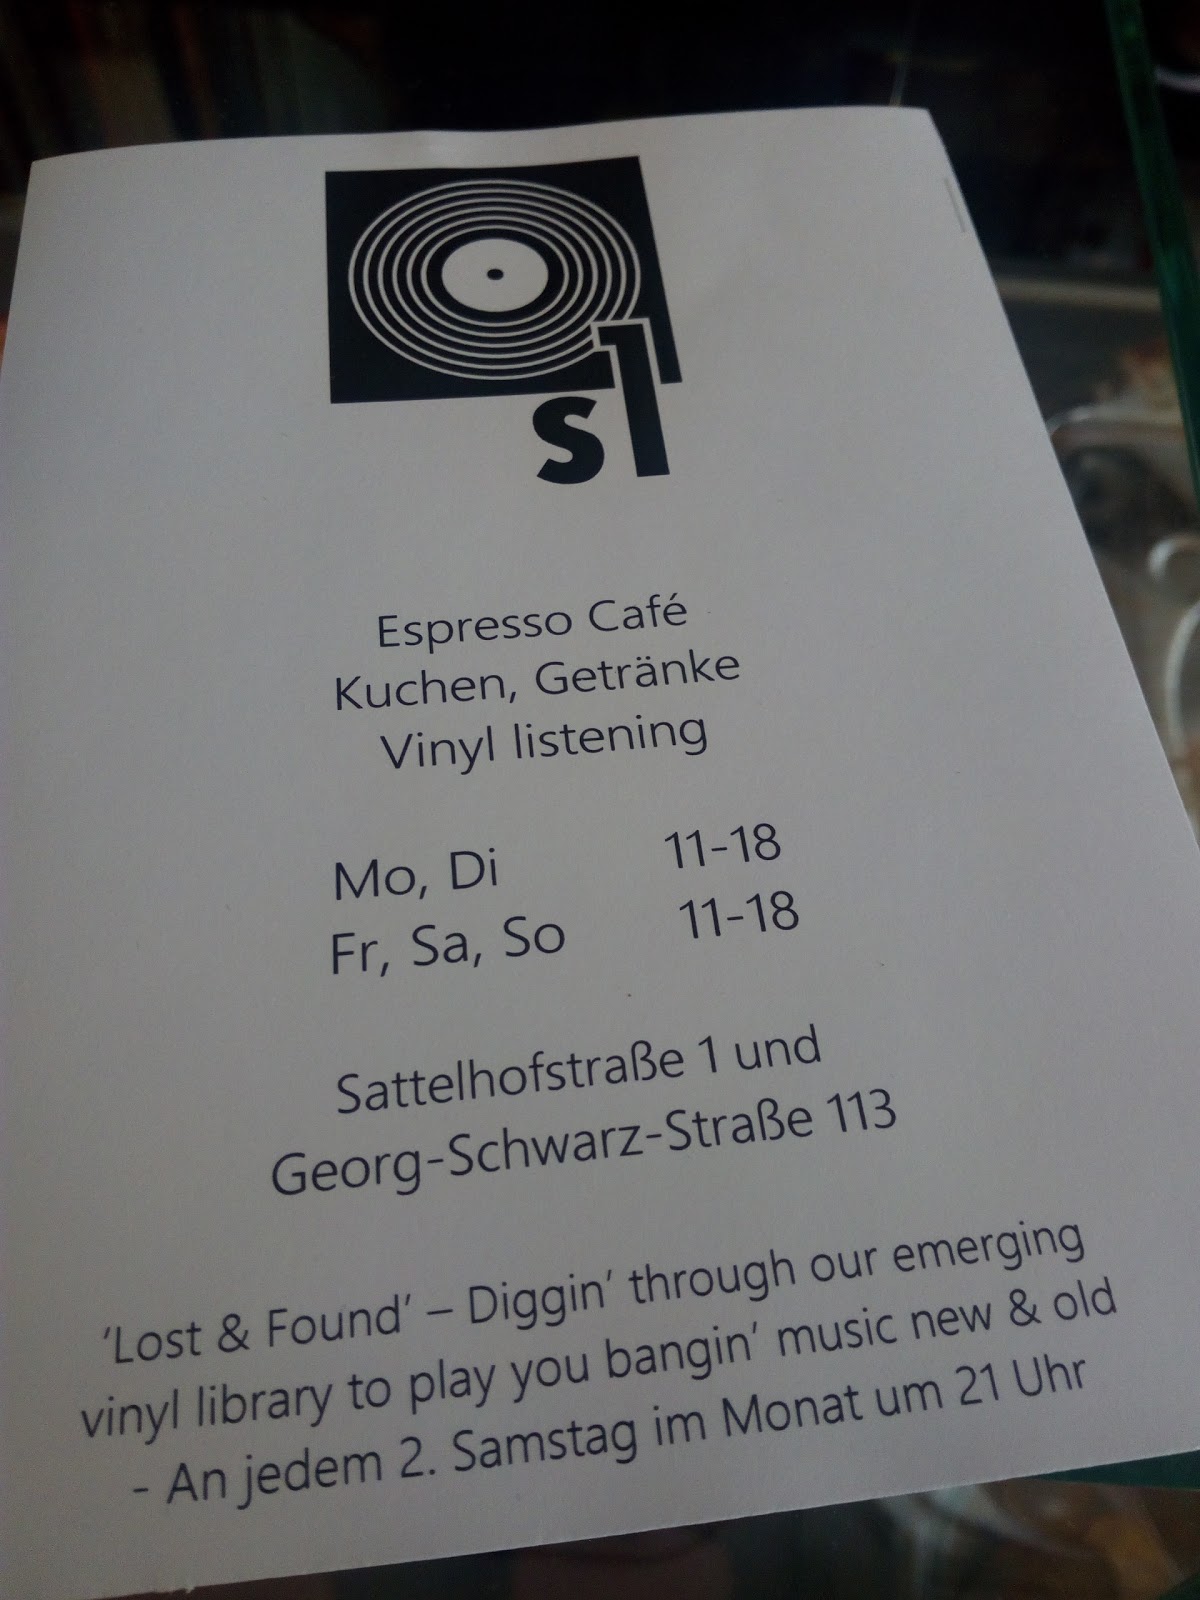 s1
Espresso Café
Kuchen, Getränke
Vinyl listening
Mo, Di 11-18
Fr, Sa, So 11-18
Sattelhofstraße 1 und
Georg-Schwarz-Straße 113
'Lost & Found' – Diggin' through our emerging
vinyl library to play you bangin' music new & old
- An jedem 2. Samstag im Monat um 21 Uhr